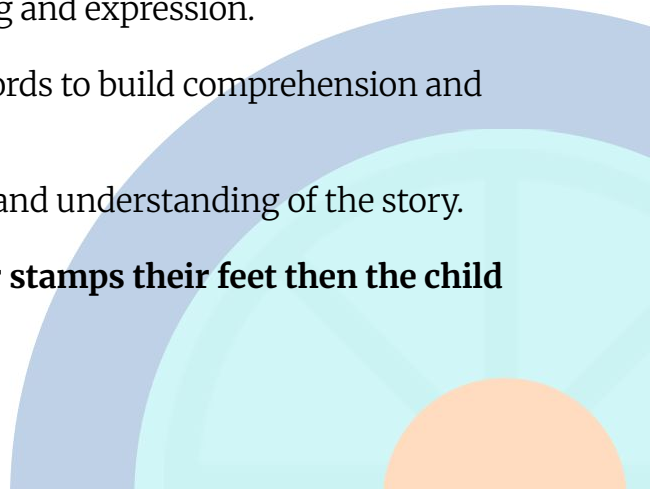 g and expression.
ords to build comprehension and
and understanding of the story.
stamps their feet then the child